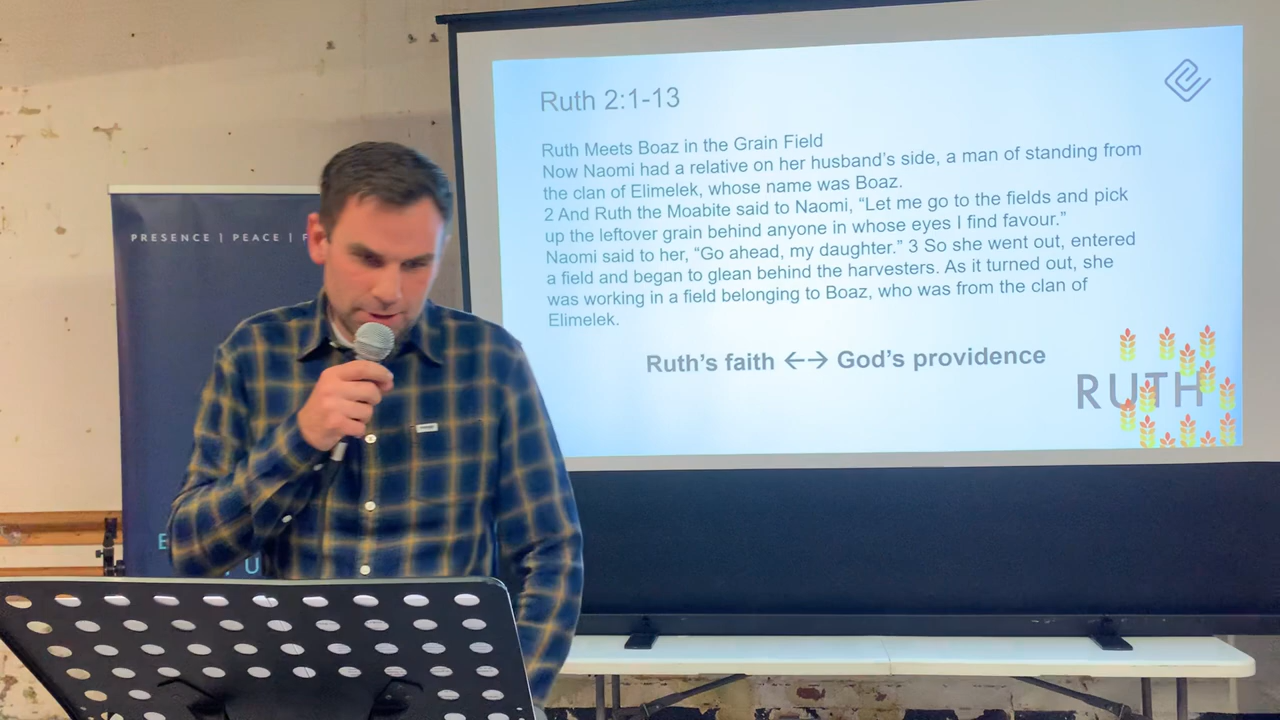 PRESENCE | PEACE |
Ruth 2:1-13
Ruth Meets Boaz in the Grain Field
Now Naomi had a relative on her husband’s side, a man of standing from
the clan of Elimelek, whose name was Boaz.
2 And Ruth the Moabite said to Naomi, “Let me go to the fields and pick
up the leftover grain behind anyone in whose eyes I find favour.”
Naomi said to her, “Go ahead, my daughter.” 3 So she went out, entered
a field and began to glean behind the harvesters. As it turned out, she
was working in a field belonging to Boaz, who was from the clan of
Elimelek.
Ruth’s faith ←→ God’s providence
RUTH